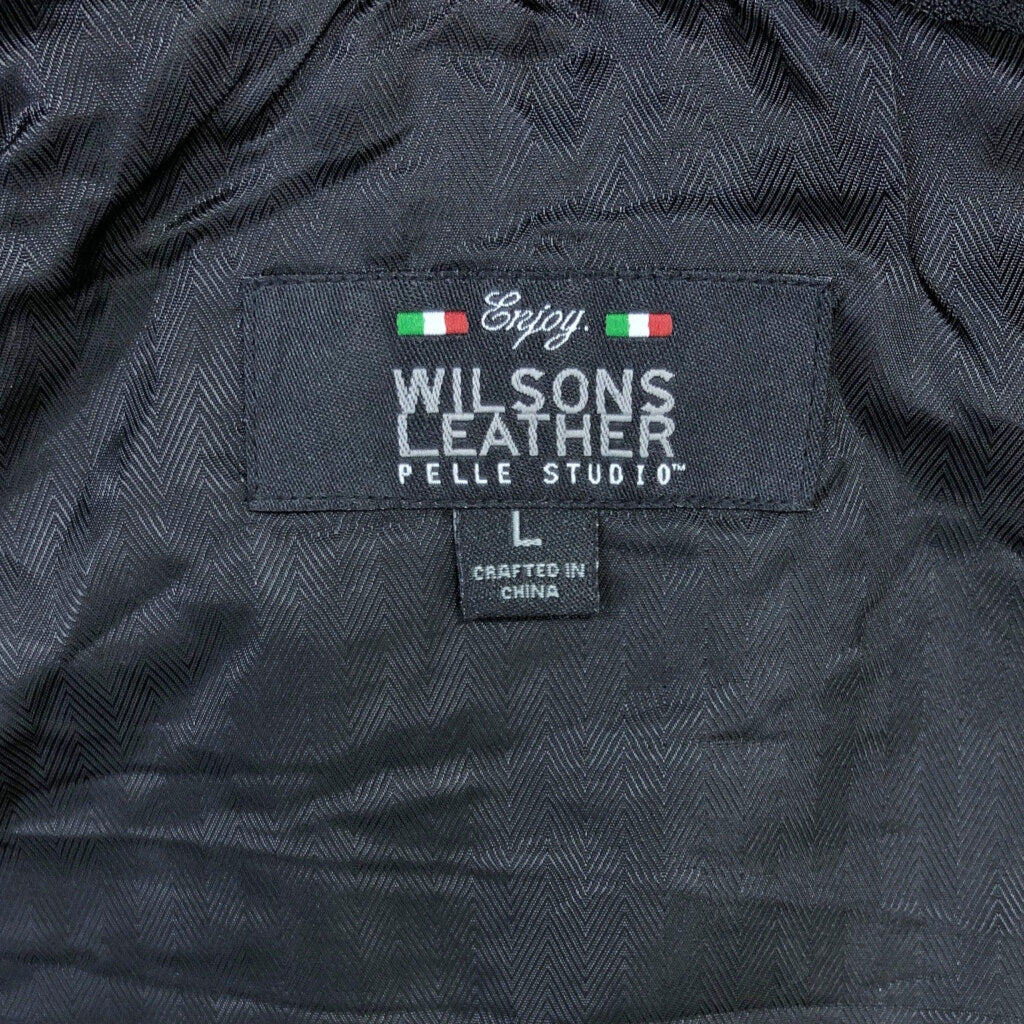 Enjoy.
WILSONS
LEATHER
PELLE STUDIO™
L
CRAFTED IN
CHINA